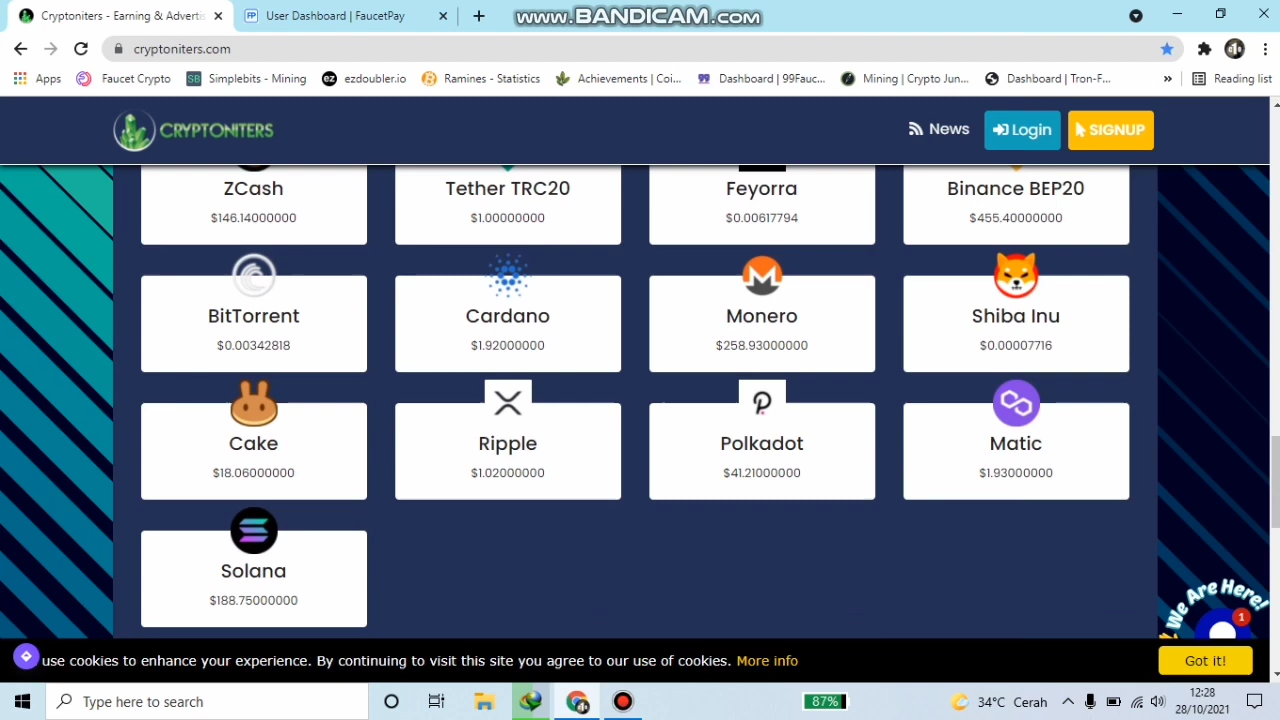 Cryptoniters - Earning & Advertis
User Dashboard | FaucetPay
www.BANDICAM.com
cryptoniters.com
Apps
Faucet Crypto
Simplebits - Mining
ezdoubler.io
Ramines - Statistics
Achievements | Coi...
Dashboard | 99Fauc...
Mining | Crypto Jun...
Dashboard | Tron-F...
»
Reading list
CRYPTONITERS
News
Login
SIGNUP
ZCash
$146.14000000
Tether TRC20
$1.00000000
Feyorra
$0.00617794
Binance BEP20
$455.40000000
BitTorrent
$0.00342818
Cardano
$1.92000000
Monero
$258.93000000
Shiba Inu
$0.00007716
Cake
$18.06000000
Ripple
$1.02000000
Polkadot
$41.21000000
Matic
$1.93000000
Solana
$188.75000000
We Are Here!
1
use cookies to enhance your experience. By continuing to visit this site you agree to our use of cookies. More info
Got it!
Type here to search
87%
34°C Cerah
12:28
28/10/2021